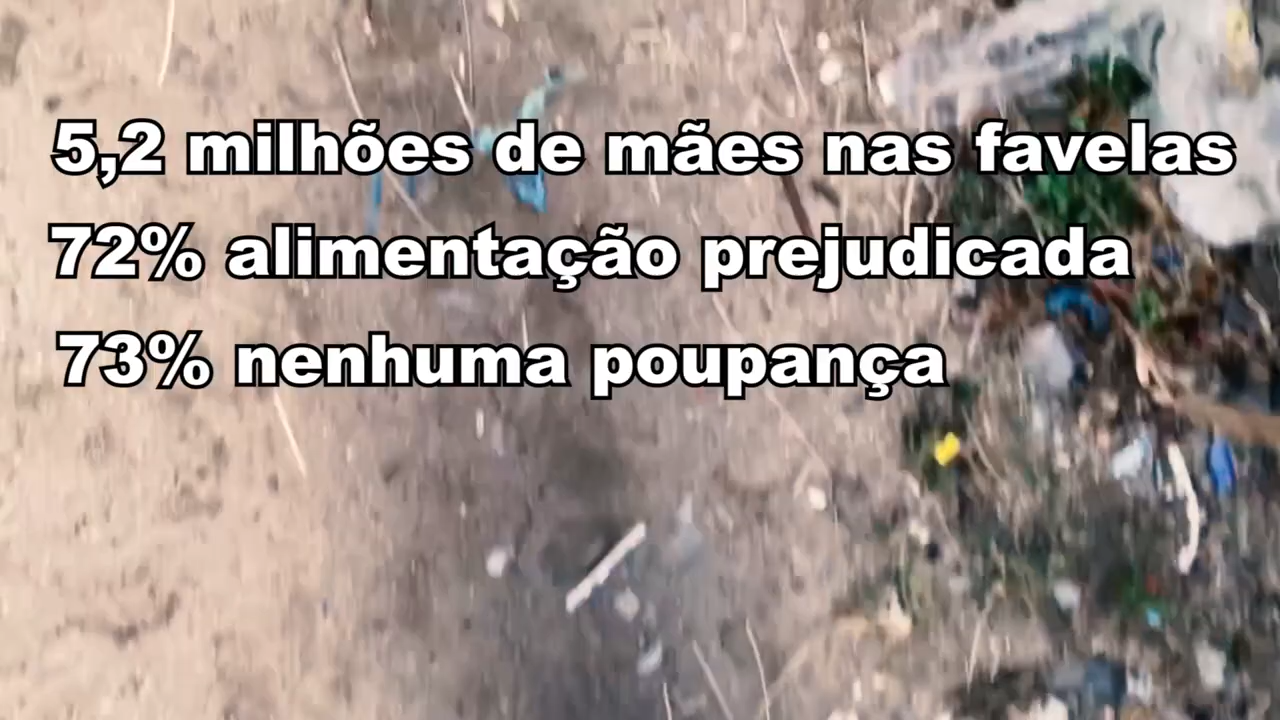 5,2 milhões de mães nas favelas
72% alimentação prejudicada
73% nenhuma poupança